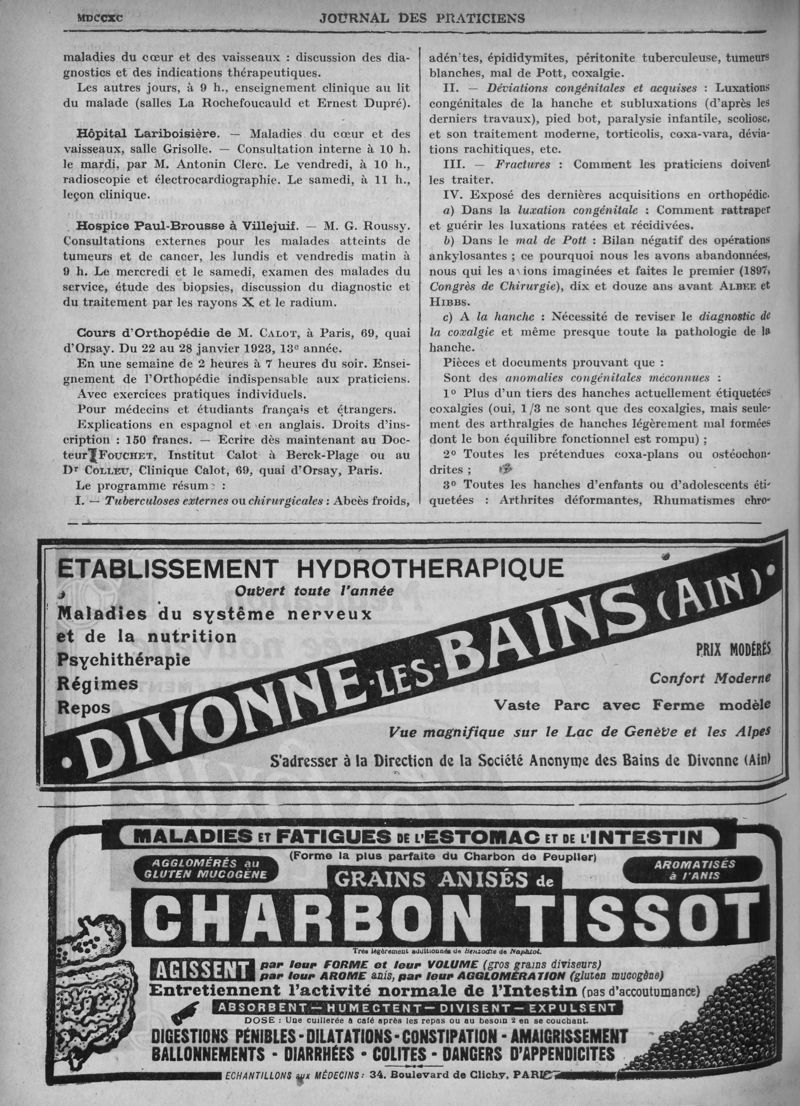 MDCCXC
JOURNAL DES PRATICIENS
maladies du cœur et des vaisseaux : discussion des dia-
gnostics et des indications thérapeutiques.
Les autres jours, à 9 h., enseignement clinique au lit
du malade (salles La Rochefoucauld et Ernest Dupré).
Hôpital Lariboisière. — Maladies du cœur et des
vaisseaux, salle Grisolle. — Consultation interne à 10 h.
le mardi, par M. Antonin Clerc. Le vendredi, à 10 h.,
radioscopie et électrocardiographie. Le samedi, à 11 h.,
leçon clinique.
Hospice Paul-Brousse à Villejuif. — M. G. Roussy.
Consultations externes pour les malades atteints de
tumeurs et de cancer, les lundis et vendredis matin à
9 h. Le mercredi et le samedi, examen des malades du
service, étude des biopsies, discussion du diagnostic et
du traitement par les rayons X et le radium.
Cours d'Orthopédie de M. CALOT, à Paris, 69, quai
d'Orsay. Du 22 au 28 janvier 1923, 13e année.
En une semaine de 2 heures à 7 heures du soir. Ensei-
gnement de l'Orthopédie indispensable aux praticiens.
Avec exercices pratiques individuels.
Pour médecins et étudiants français et étrangers.
Explications en espagnol et en anglais. Droits d'ins-
cription : 150 francs. — Ecrire dès maintenant au Doc-
teur FOUCHET, Institut Calot à Berck-Plage ou au
Dr COLLEU, Clinique Calot, 69, quai d'Orsay, Paris.
Le programme résumé :
I. — Tuberculoses externes ou chirurgicales : Abcès froids,
adénites, épididymites, péritonite tuberculeuse, tumeurs
blanches, mal de Pott, coxalgie.
II. — Déviations congénitales et acquises : Luxations
congénitales de la hanche et subluxations (d'après les
derniers travaux), pied bot, paralysie infantile, scoliose,
et son traitement moderne, torticolis, coxa-vara, dévia-
tions rachitiques, etc.
III. — Fractures : Comment les praticiens doivent
les traiter.
IV. Exposé des dernières acquisitions en orthopédie.
a) Dans la luxation congénitale : Comment rattraper
et guérir les luxations ratées et récidivées.
b) Dans le mal de Pott : Bilan négatif des opérations
ankylosantes ; ce pourquoi nous les avons abandonnées,
nous qui les avions imaginées et faites le premier (1897,
Congrès de Chirurgie), dix et douze ans avant ALBEE et
HIBBS.
c) A la hanche : Nécessité de reviser le diagnostic de
la coxalgie et même presque toute la pathologie de la
hanche.
Pièces et documents prouvant que :
Sont des anomalies congénitales méconnues :
1º Plus d'un tiers des hanches actuellement étiquetées
coxalgies (oui, 1/3 ne sont que des coxalgies, mais seule-
ment des arthralgies de hanches légèrement mal formées
dont le bon équilibre fonctionnel est rompu) ;
2º Toutes les prétendues coxa-plans ou ostéochon-
drites ;
3º Toutes les hanches d'enfants ou d'adolescents éti-
quetées : Arthrites déformantes, Rhumatismes chro-
ETABLISSEMENT HYDROTHERAPIQUE
OuVert toute l'année
Maladies du système nerveux
et de la nutrition
Psychithérapie
Régimes
Repos
DIVONNE-LES-BAINS (AIN)
PRIX MODÉRÉS
Confort Moderne
Vaste Parc avec Ferme modèle
Vue magnifique sur le Lac de Genève et les Alpes
S'adresser à la Direction de la Société Anonyme des Bains de Divonne (Ain)
MALADIES ET FATIGUES DE L'ESTOMAC ET DE L'INTESTIN
(Forme la plus parfaite du Charbon de Peuplier)
AGGLOMÉRÉS au
GLUTEN MUCOGÈNE
AROMATISÉS
à l'ANIS
GRAINS ANISÉS de
CHARBON TISSOT
Très légèrement additionnés de Benzoate de Naphtol.
AGISSENT
par leur FORME et leur VOLUME (gros grains diviseurs)
par leur AROME anis, par leur AGGLOMÉRATION (gluten mucogène)
Entretiennent l'activité normale de l'Intestin (pas d'accoutumance)
ABSORBENT — HUMECTENT — DIVISENT — EXPULSENT
DOSE : Une cuillerée à café après les repas ou au besoin 2 en se couchant.
DIGESTIONS PÉNIBLES - DILATATIONS - CONSTIPATION - AMAIGRISSEMENT
BALLONNEMENTS - DIARRHÉES - COLITES - DANGERS D'APPENDICITES
ECHANTILLONS aux MÉDECINS : 34, Boulevard de Clichy, PARIS